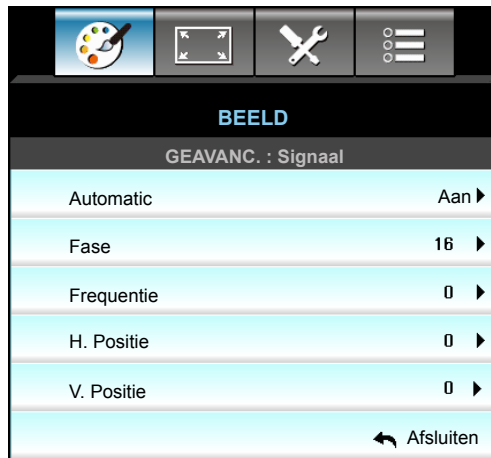 BEELD
GEAVANC. : Signaal
Automatic Aan
Fase 16
Frequentie 0
H. Positie 0
V. Positie 0
Afsluiten